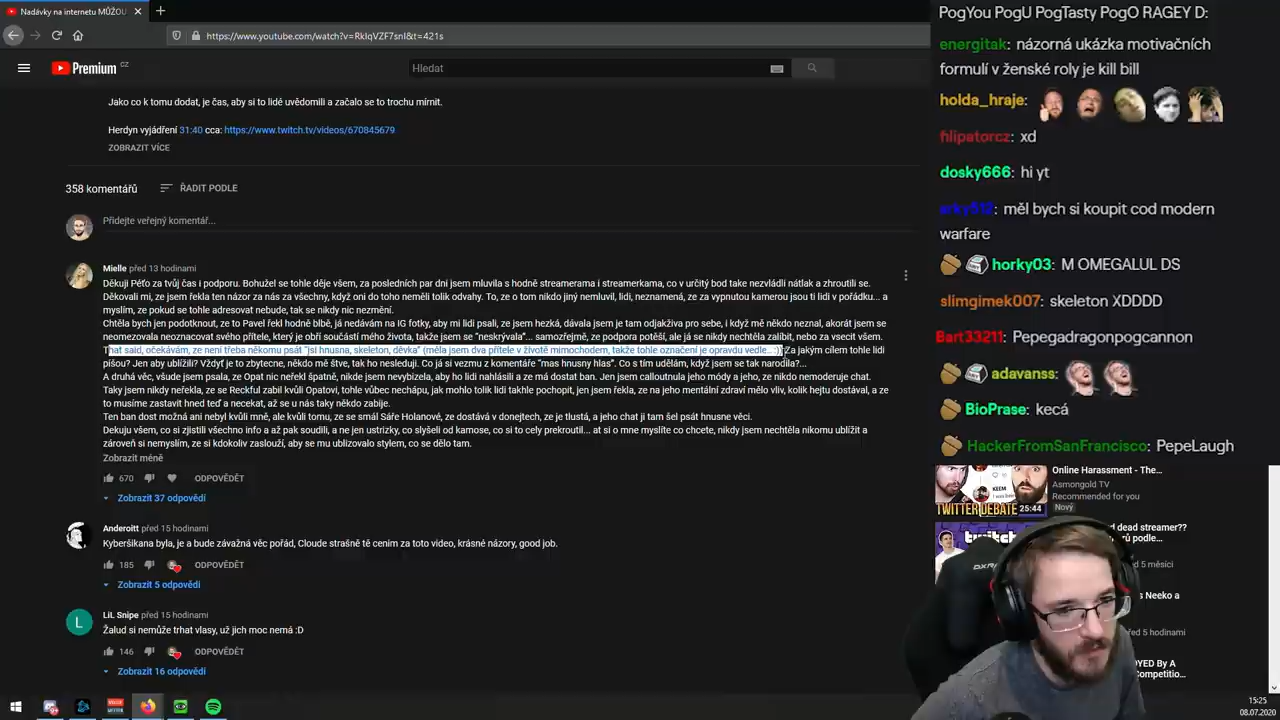 Nadávky na internetu MŮŽOU
https://www.youtube.com/watch?v=RkIqVZF7snI&t=421s
Premium CZ
Hledat
Jako co k tomu dodat, je čas, aby si to lidé uvědomili a začalo se to trochu mírnit.
Herdyn vyjádření 31:40 cca: https://www.twitch.tv/videos/670845679
ZOBRAZIT VÍCE
358 komentářů ŘADIT PODLE
Přidejte veřejný komentář...
Mielle před 13 hodinami
Děkuji Péťo za tvůj čas i podporu. Bohužel se tohle děje všem, za posledních par dní jsem mluvila s hodně streamerama i streamerkama, co v určitý bod take nezvládli nátlak a zhroutili se.
Děkovali mi, ze jsem řekla ten názor za nás za všechny, když oni do toho neměli tolik odvahy. To, ze o tom nikdo jiný nemluvil, lidi, neznamená, ze za vypnutou kamerou jsou ti lidi v pořádku... a
myslím, ze pokud se tohle adresovat nebude, tak se nikdy nic nezmění.
Chtěla bych jen podotknout, ze to Pavel řekl hodně blbě, já nedávám na IG fotky, aby mi lidi psali, ze jsem hezká, dávala jsem je tam odjakživa pro sebe, i když mě nikdo neznal, akorát jsem se
neomezovala neoznacovat svého přítele, který je obří součástí mého života, takže jsem se "neskrývala"... samozřejmě, ze podpora potěší, ale já se nikdy nechtěla zalíbit, nebo za vsecit všem.
That said, očekávám, ze není třeba někomu psát "jsI hnusna, skeleton, děvka" (měla jsem dva přítele v životě mimochodem, takže tohle označení je opravdu vedle.. :)) Za jakým cílem tohle lidi
píšou? Jen aby ublížili? Vždyť je to zbytečné, někdo mě štve, tak ho nesleduji. Co já si vezmu z komentáře "mas hnusny hlas". Co s tím udělám, když jsem se tak narodila?...
A druhá věc, všude jsem psala, ze Opat nic neřekl špatně, nikde jsem nevybizela, aby ho lidi nahlásili a ze má dostat ban. Jen jsem callloutnula jeho módy a jeho, ze nikdo nemoderuje chat.
Taky jsem nikdy neřekla, ze se Reckful zabil kvůli Opatovi, tohle vůbec nechápu, jak mohlo tolik lidi takhle pochopit, jen jsem řekla, ze na jeho mentální zdraví mělo vliv, kolik hejtu dostával, a ze
to musíme zastavit hned teď a necekat, až se u nás taky někdo zabije.
Ten ban dost možná ani nebyl kvůli mně, ale kvůli tomu, ze se smál Sáře Holanové, ze dostává v donejtech, ze je tlustá, a jeho chat ji tam šel psát hnusne věci.
Dekuju všem, co si zjistili všechno info a až pak soudili, a ne jen ustrizky, co slyšeli od kamose, co si to cely prekroutil... at si o mne myslíte co chcete, nikdy jsem nechtěla nikomu ublížit a
zároveň si nemyslím, ze si kdokoliv zaslouží, aby se mu ublizovalo stylem, co se dělo tam.
Zobrazit méně
670 ODPOVĚDĚT
Zobrazit 37 odpovědí
Anderoitt před 15 hodinami
Kyberšikana byla, je a bude závažná věc pořád, Cloude strašně tě cenim za toto video, krásné názory, good job.
185 ODPOVĚDĚT
Zobrazit 5 odpovědí
L
LiL Snipe před 15 hodinami
Žalud si nemůže trhat vlasy, už jich moc nemá :D
146 ODPOVĚDĚT
Zobrazit 16 odpovědí
PogYou PogU PogTasty PogO RAGEY D:
energitak: názorná ukázka motivačních
formulí v ženské roly je kill bill
holda_hraje:
filipatorcz: xd
dosky666: hi yt
arky512: měl bych si koupit cod modern
warfare
horky03: M OMEGALUL DS
slimgimek007: skeleton XDDDD
Bart33211: Pepegadragonpogcannon
adavanss:
BioPrase: kecá
HackerFromSanFrancisco: PepeLaugh
Online Harassment - The...
Asmongold TV
Recommended for you
Nový
KEEM
TWITTER DEBATE
25:44
d dead streamer??
ů podle...
5 měsíci
s Neeko a
řed 5 měsíci
OYED By A
Competitio...
15:25
08.07.2020